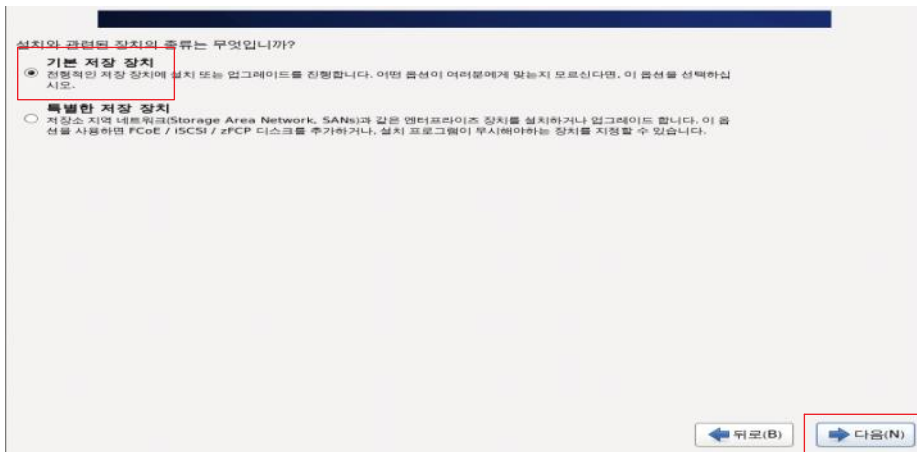 설치와 관련된 장치의 종류는 무엇입니까?
기본 저장 장치
전형적인 저장 장치에 설치 또는 업그레이드를 진행합니다. 어떤 옵션이 여러분에게 맞는지 모르신다면, 이 옵션을 선택하십
시오.
특별한 저장 장치
저장소 지역 네트워크(Storage Area Network, SANs)과 같은 엔터프라이즈 장치를 설치하거나 업그레이드 합니다. 이 옵
션을 사용하면 FCoE / iSCSI / zFCP 디스크를 추가하거나, 설치 프로그램이 무시해야하는 장치를 지정할 수 있습니다.
뒤로(B)
다음(N)